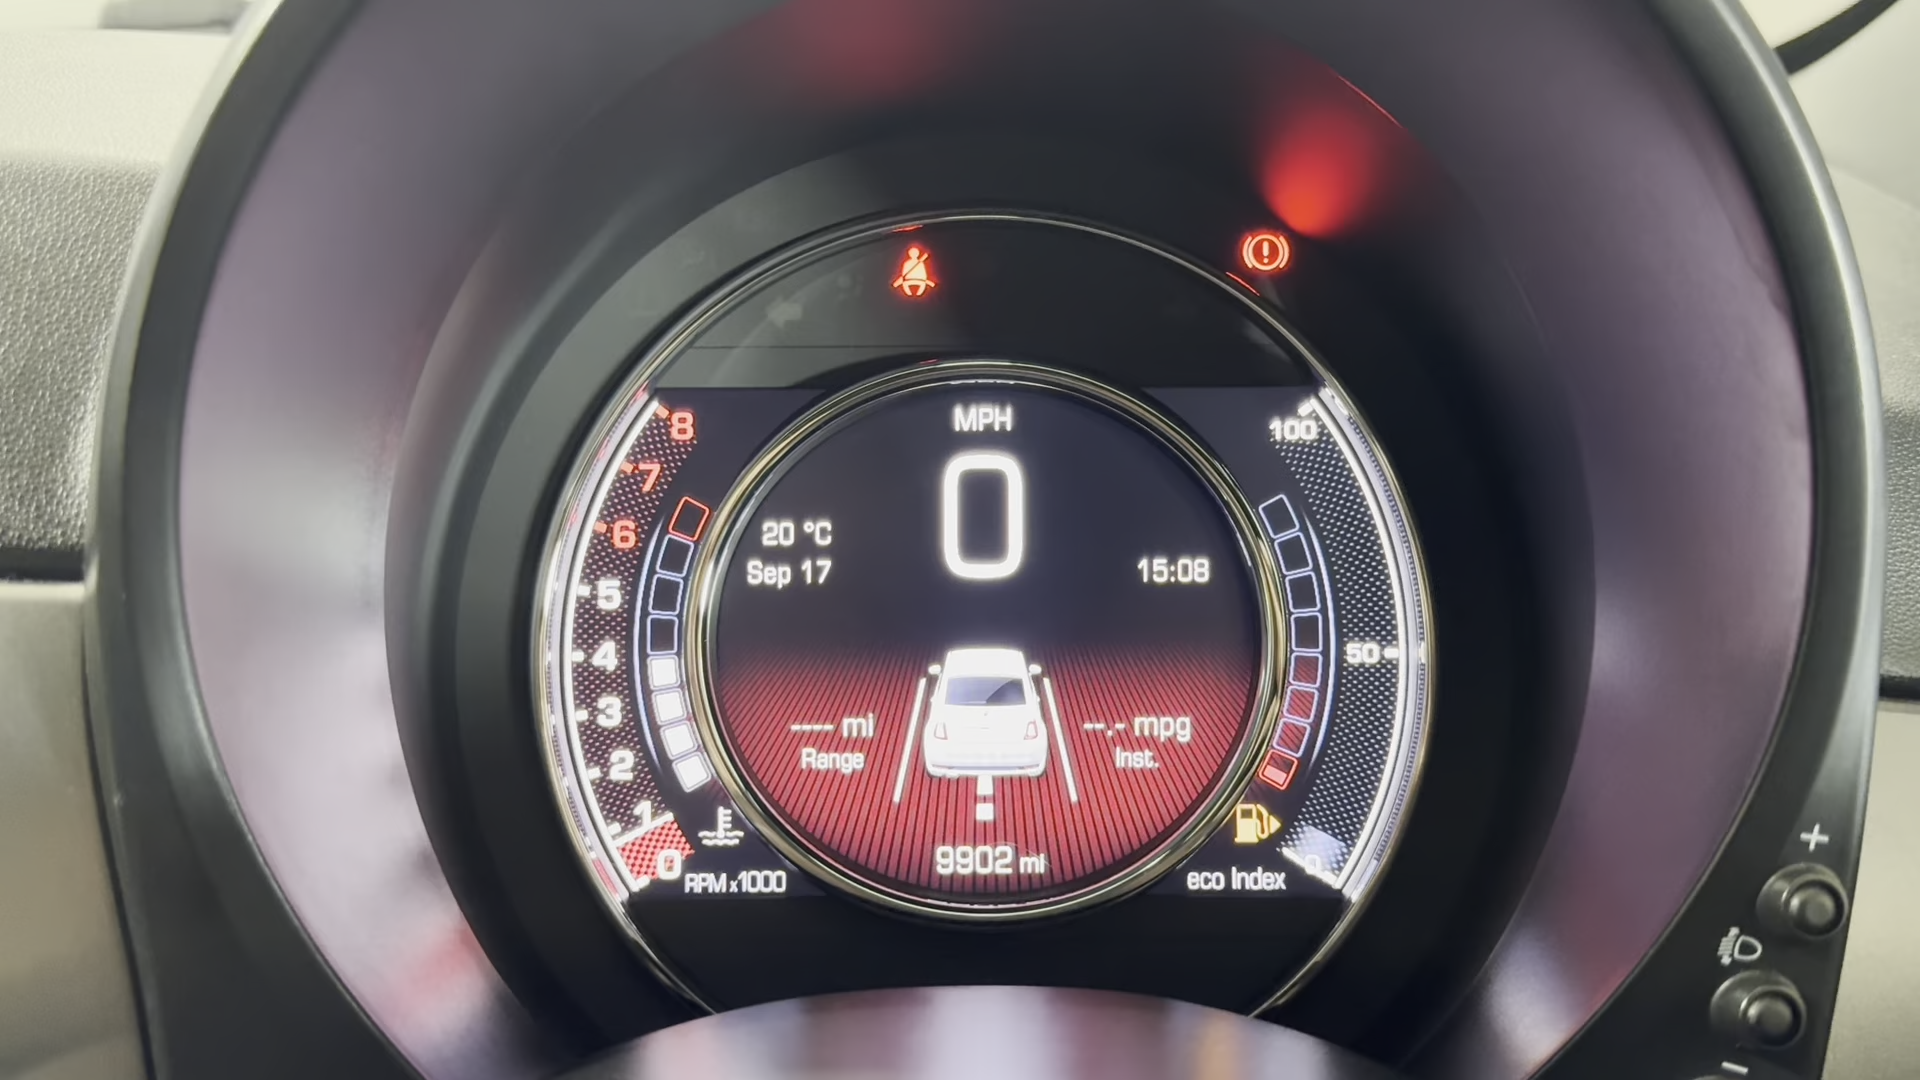 MPH
0
20 °C
Sep 17
15:08
---- mi
Range
--.- mpg
Inst.
9902 mi
8
7
6
5
4
3
2
1
0
RPM x1000
100
50
0
eco Index
+
-